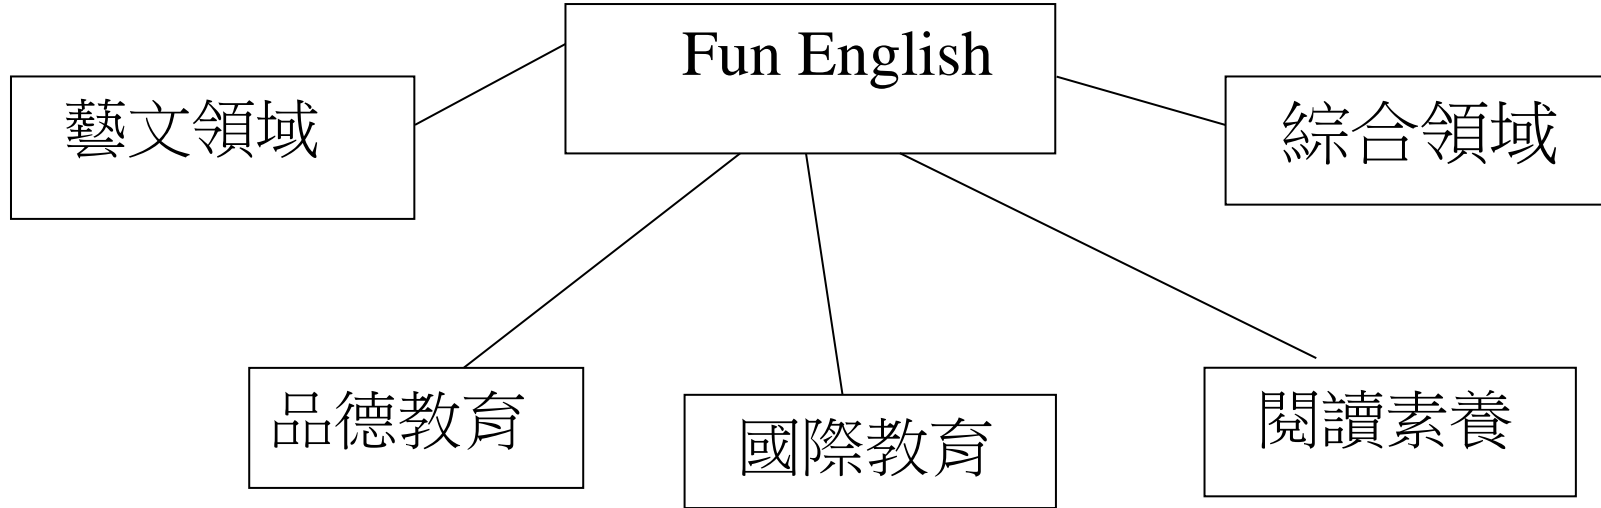 Fun English
藝文領域
綜合領域
品德教育
國際教育
閱讀素養